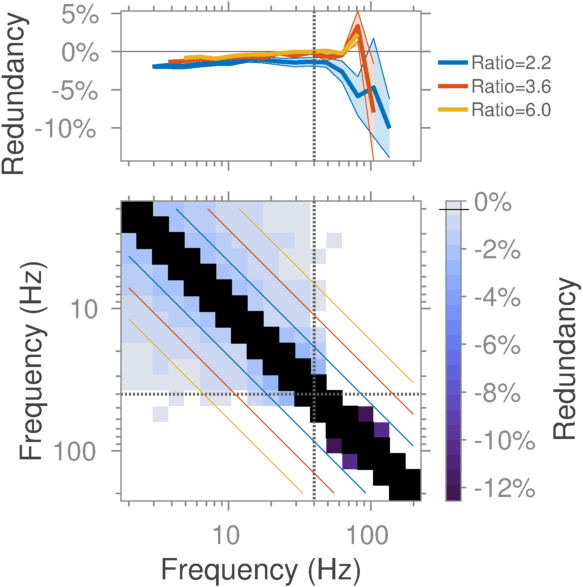 5%
0%
-5%
-10%
Redundancy
Ratio=2.2
Ratio=3.6
Ratio=6.0
10
100
Frequency (Hz)
10
100
Frequency (Hz)
0%
-2%
-4%
-6%
-8%
-10%
-12%
Redundancy